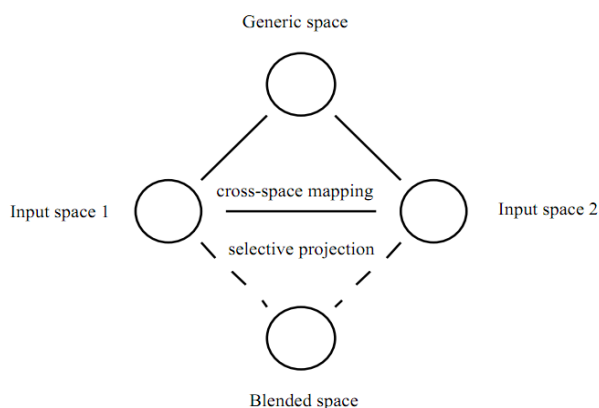 Generic space
cross-space mapping
Input space 1
Input space 2
selective projection
Blended space